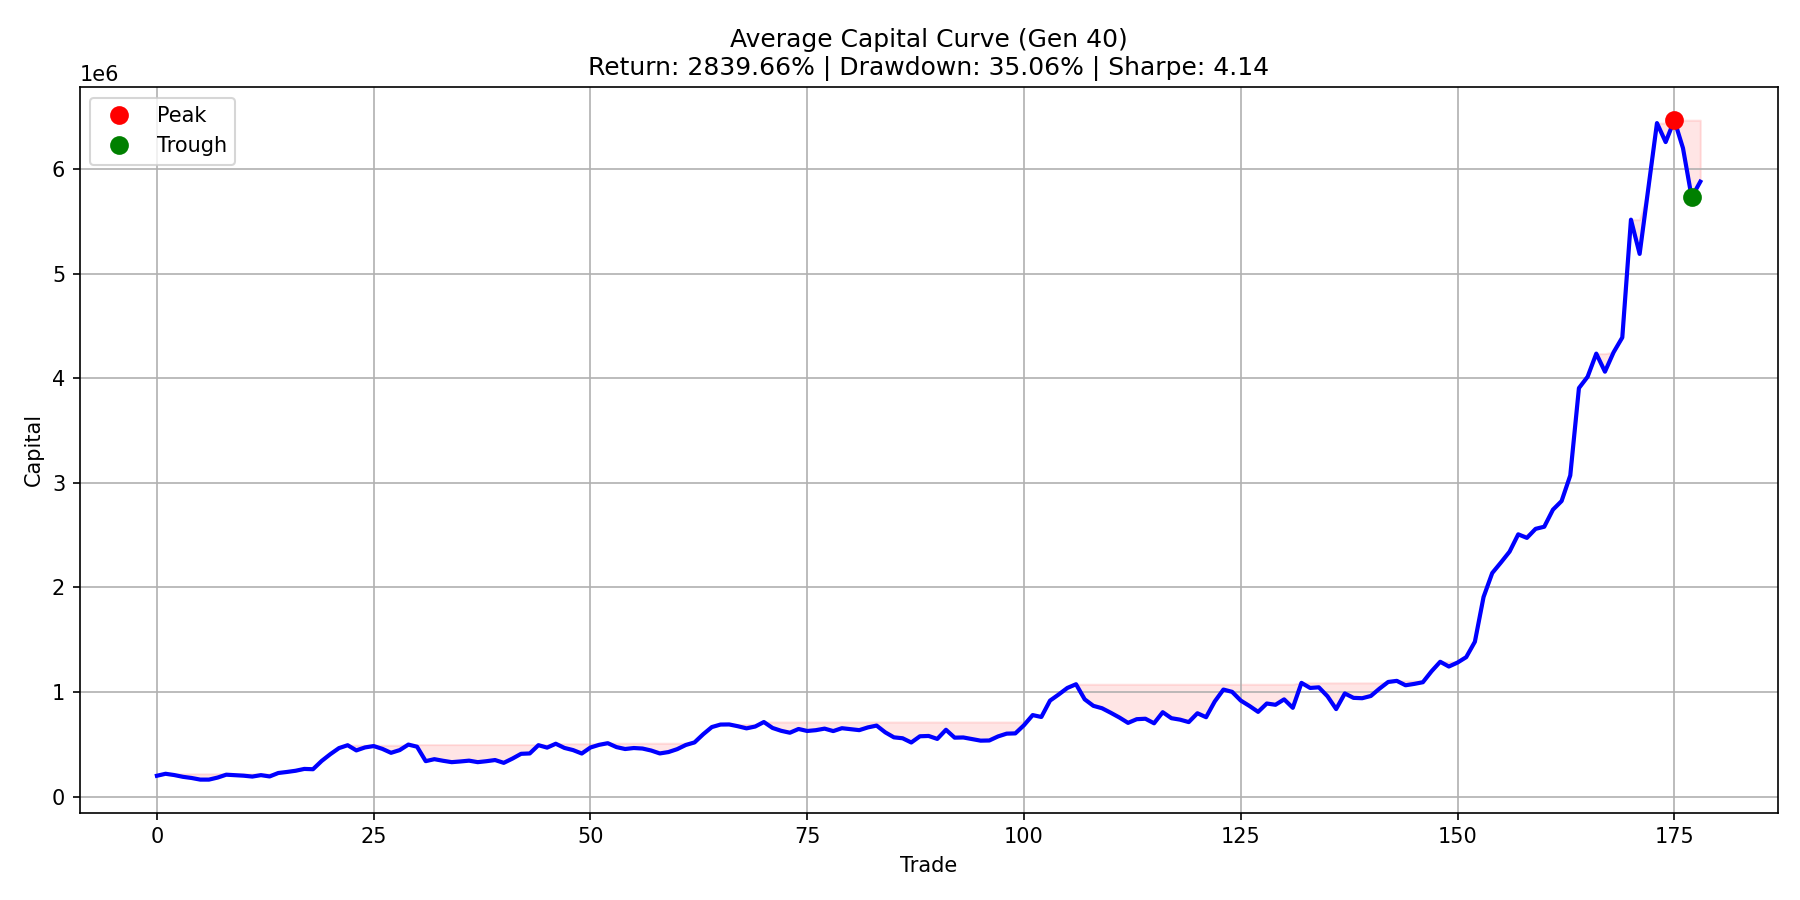 Average Capital Curve (Gen 40)
Return: 2839.66% | Drawdown: 35.06% | Sharpe: 4.14
1e6
Peak
Trough
6
5
4
3
2
1
0
Capital
0 25 50 75 100 125 150 175
Trade